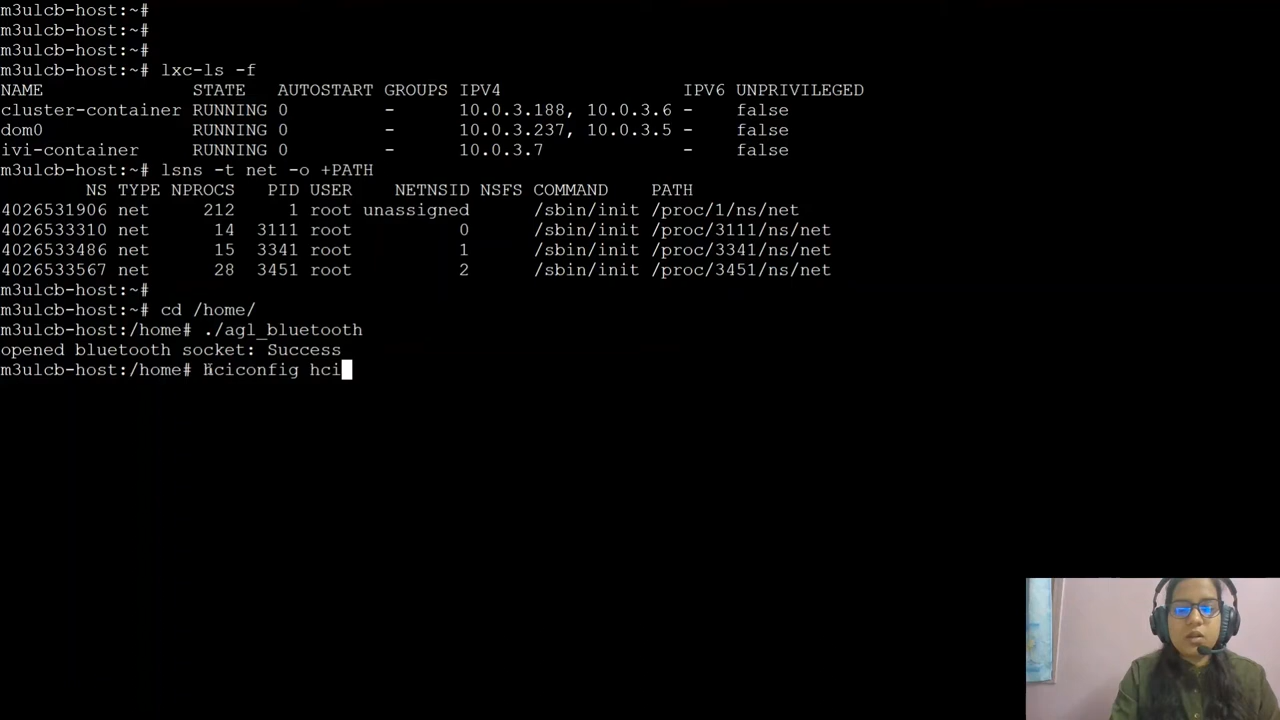 m3ulcb-host:~#
m3ulcb-host:~#
m3ulcb-host:~#
m3ulcb-host:~# lxc-ls -f
NAME STATE AUTOSTART GROUPS IPV4 IPV6 UNPRIVILEGED
cluster-container RUNNING 0 - 10.0.3.188, 10.0.3.6 - false
dom0 RUNNING 0 - 10.0.3.237, 10.0.3.5 - false
ivi-container RUNNING 0 - 10.0.3.7 - false
m3ulcb-host:~# lsns -t net -o +PATH
NS TYPE NPROCS PID USER NETNSID NSFS COMMAND PATH
4026531906 net 212 1 root unassigned /sbin/init /proc/1/ns/net
4026533310 net 14 3111 root 0 /sbin/init /proc/3111/ns/net
4026533486 net 15 3341 root 1 /sbin/init /proc/3341/ns/net
4026533567 net 28 3451 root 2 /sbin/init /proc/3451/ns/net
m3ulcb-host:~#
m3ulcb-host:~# cd /home/
m3ulcb-host:/home# ./agl_bluetooth
opened bluetooth socket: Success
m3ulcb-host:/home# hciconfig hci